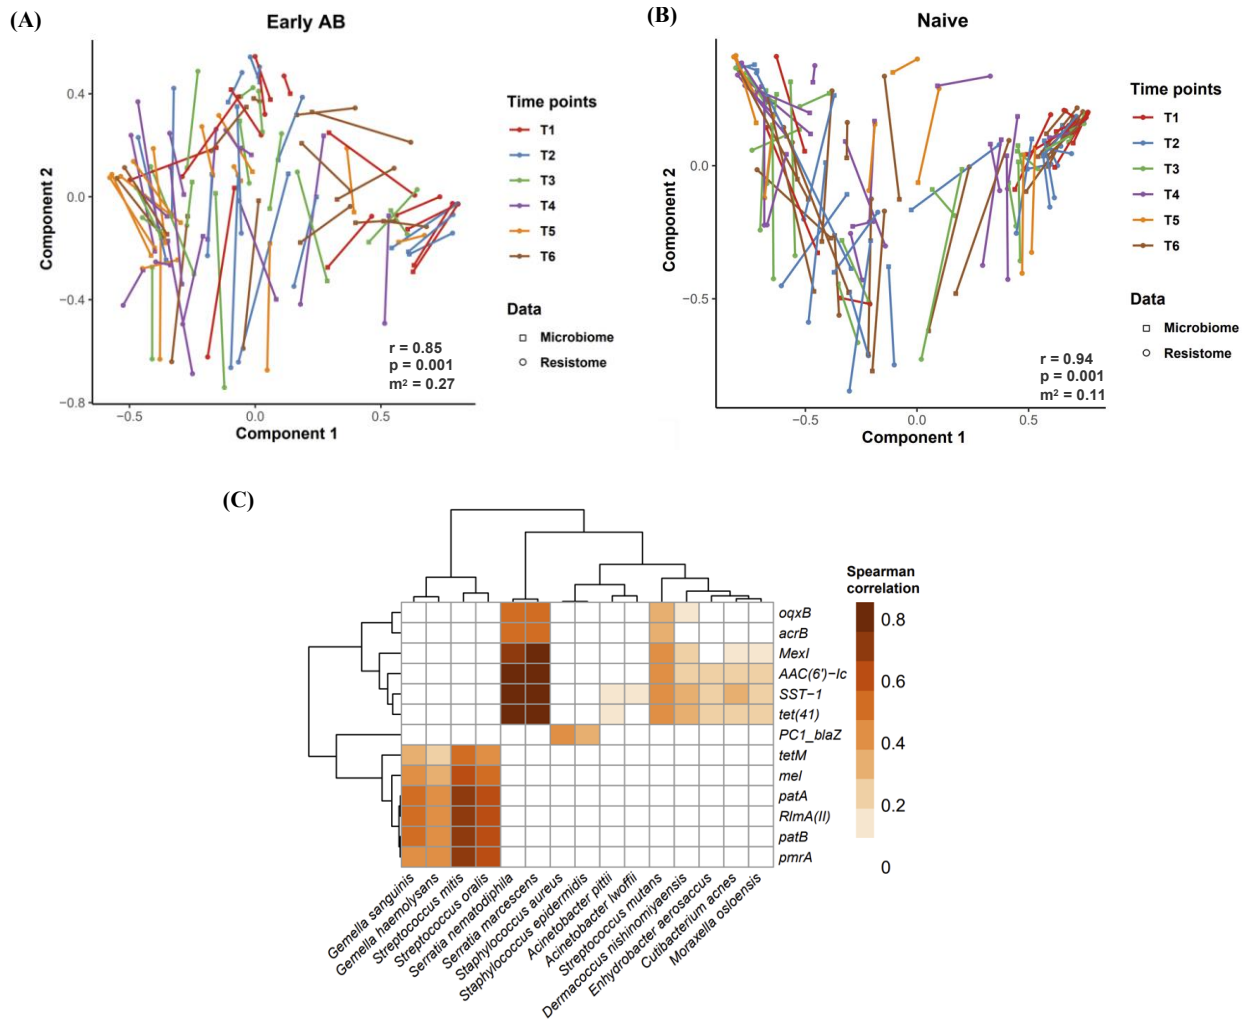 (A)
Early AB
Component 2
0.4
0.0
−0.4
−0.8
−0.5
0.0
0.5
Component 1
r = 0.85
p = 0.001
m² = 0.27
Time points
T1
T2
T3
T4
T5
T6
Data
Microbiome
Resistome
(B)
Naive
Component 2
0.0
−0.5
−0.5
0.0
0.5
Component 1
r = 0.94
p = 0.001
m² = 0.11
Time points
T1
T2
T3
T4
T5
T6
Data
Microbiome
Resistome
(C)
Spearman
correlation
0.8
0.6
0.4
0.2
0
oqxB
acrB
MexI
AAC(6')−Ic
SST−1
tet(41)
PC1_blaZ
tetM
mel
patA
RlmA(II)
patB
pmrA
Gemella sanguinis
Gemella haemolysans
Streptococcus mitis
Streptococcus oralis
Serratia nematodiphila
Serratia marcescens
Staphylococcus aureus
Staphylococcus epidermidis
Acinetobacter pittii
Acinetobacter lwoffii
Streptococcus mutans
Dermacoccus nishinomiyaensis
Enhydrobacter aerosaccus
Cutibacterium acnes
Moraxella osloensis